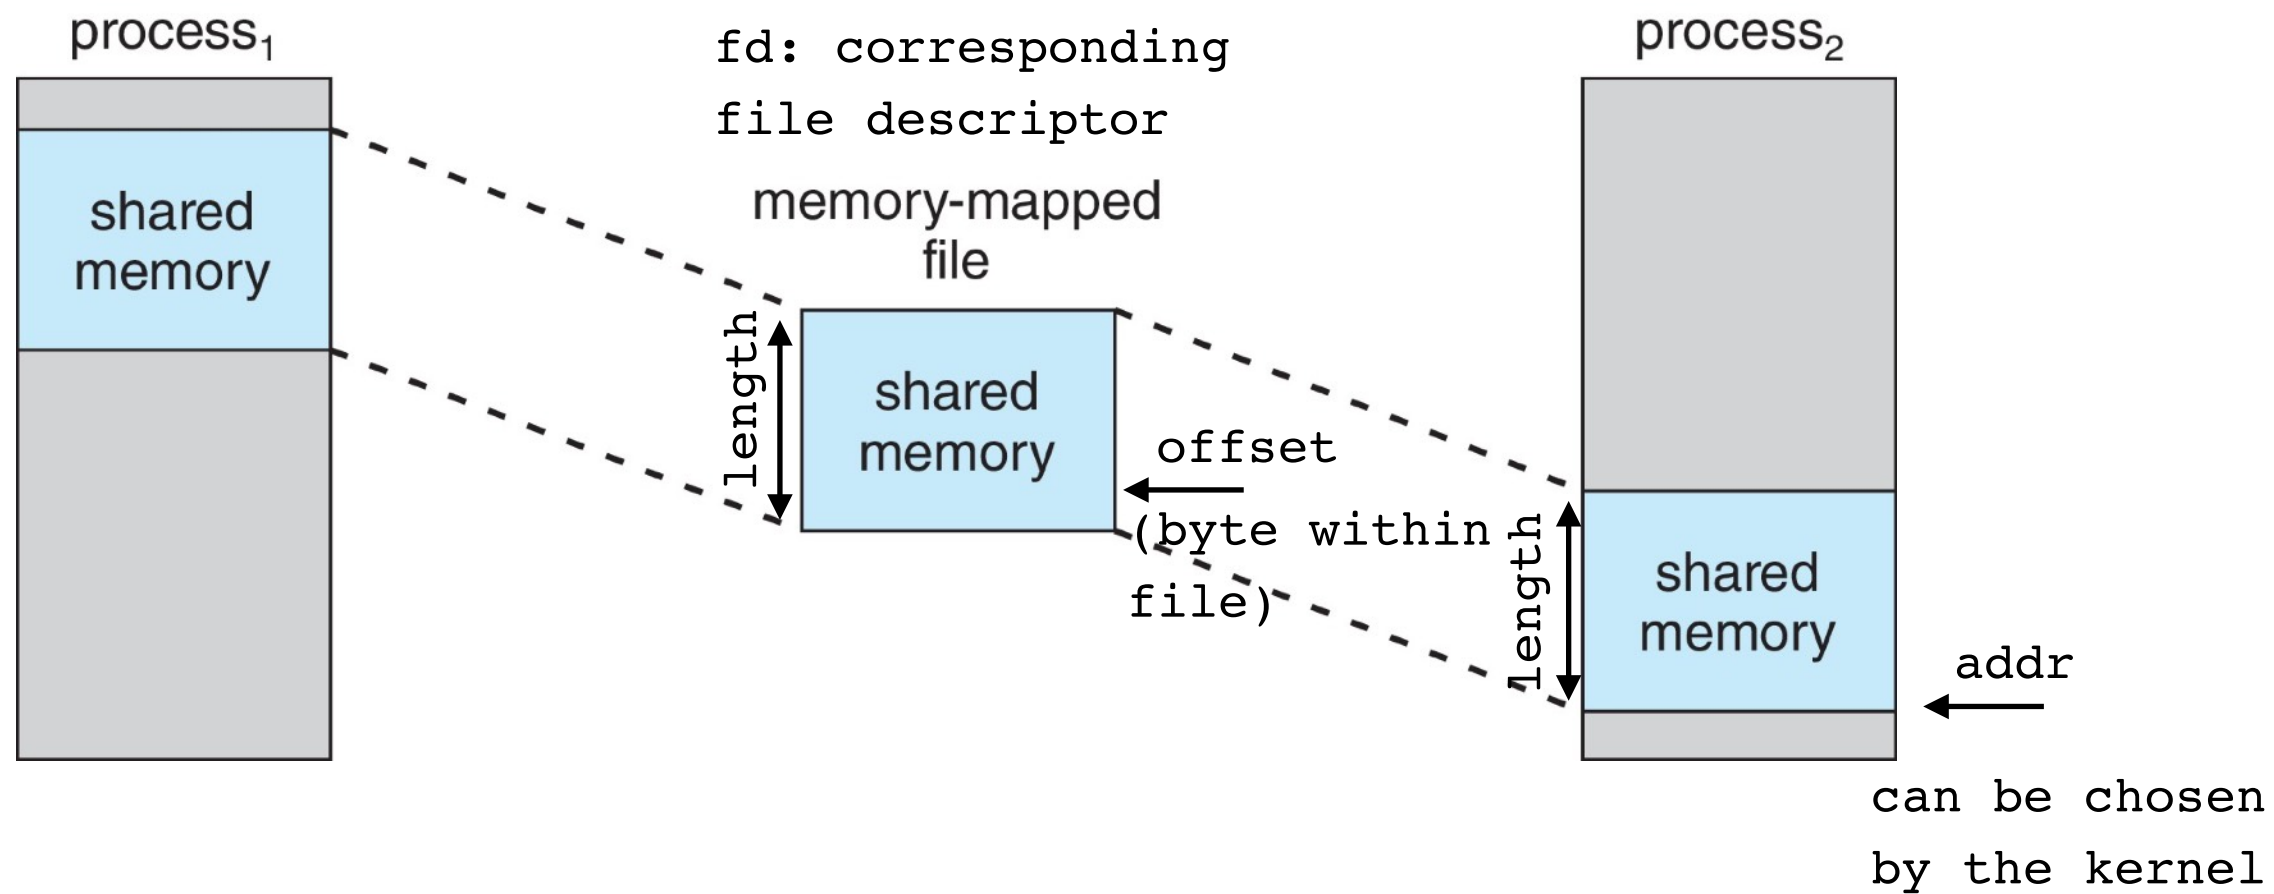 process₁
fd: corresponding
file descriptor
process₂
shared
memory
memory-mapped
file
length
shared
memory
offset
(byte within
file)
length
shared
memory
addr
can be chosen
by the kernel